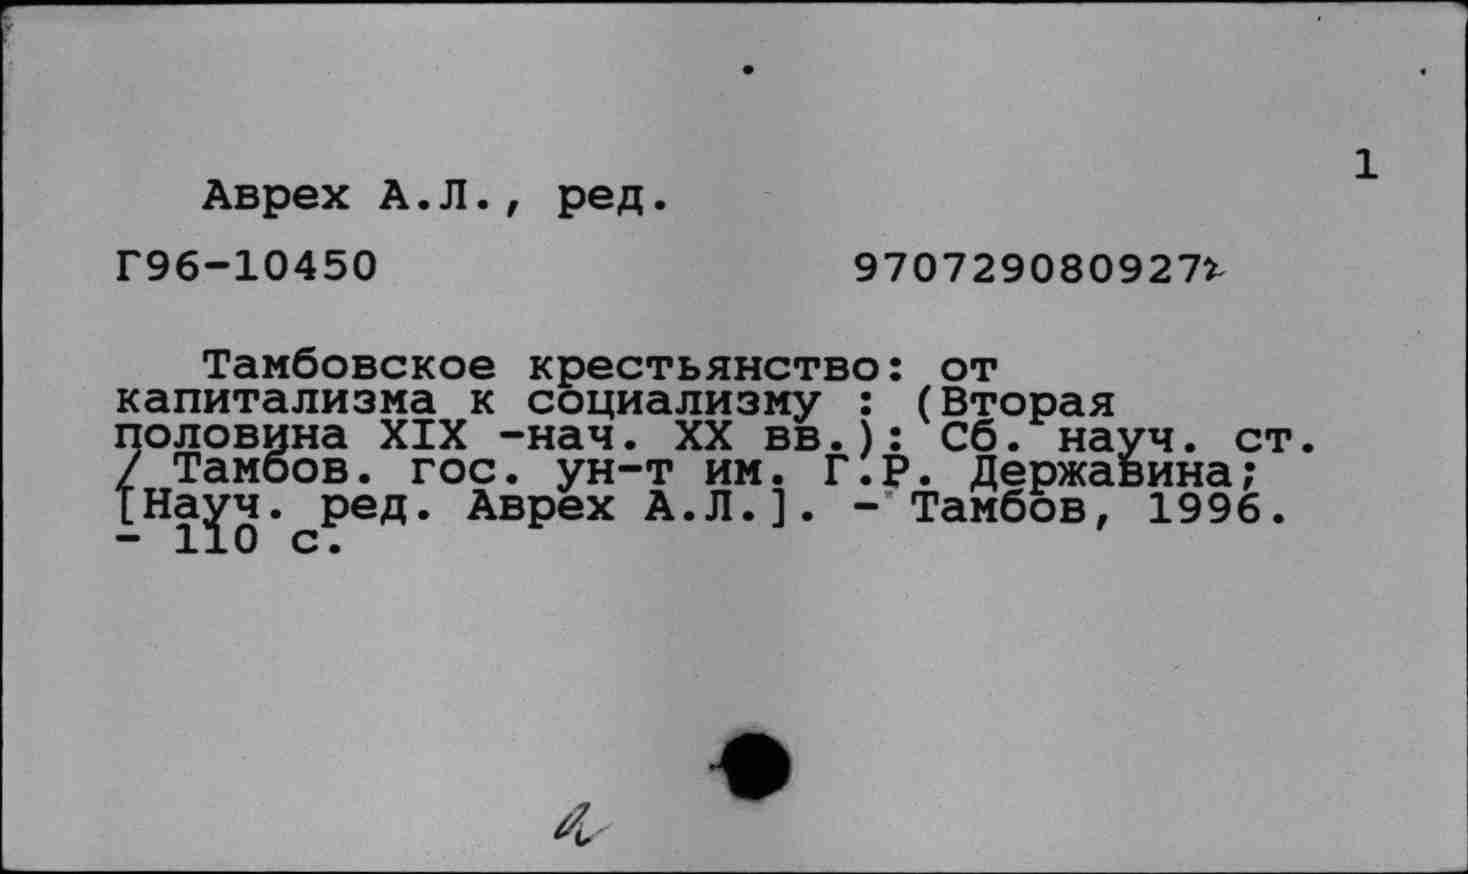 1
Аврех А.Л., ред.
Г96-10450 970729080927
Тамбовское крестьянство: от
капитализма к социализму : (Вторая
половина XIX -нач. XX вв.): Сб. науч. ст.
/ Тамбов. гос. ун-т им. Г.Р. Державина;
[Науч. ред. Аврех А.Л.]. - Тамбов, 1996.
- 110 с.